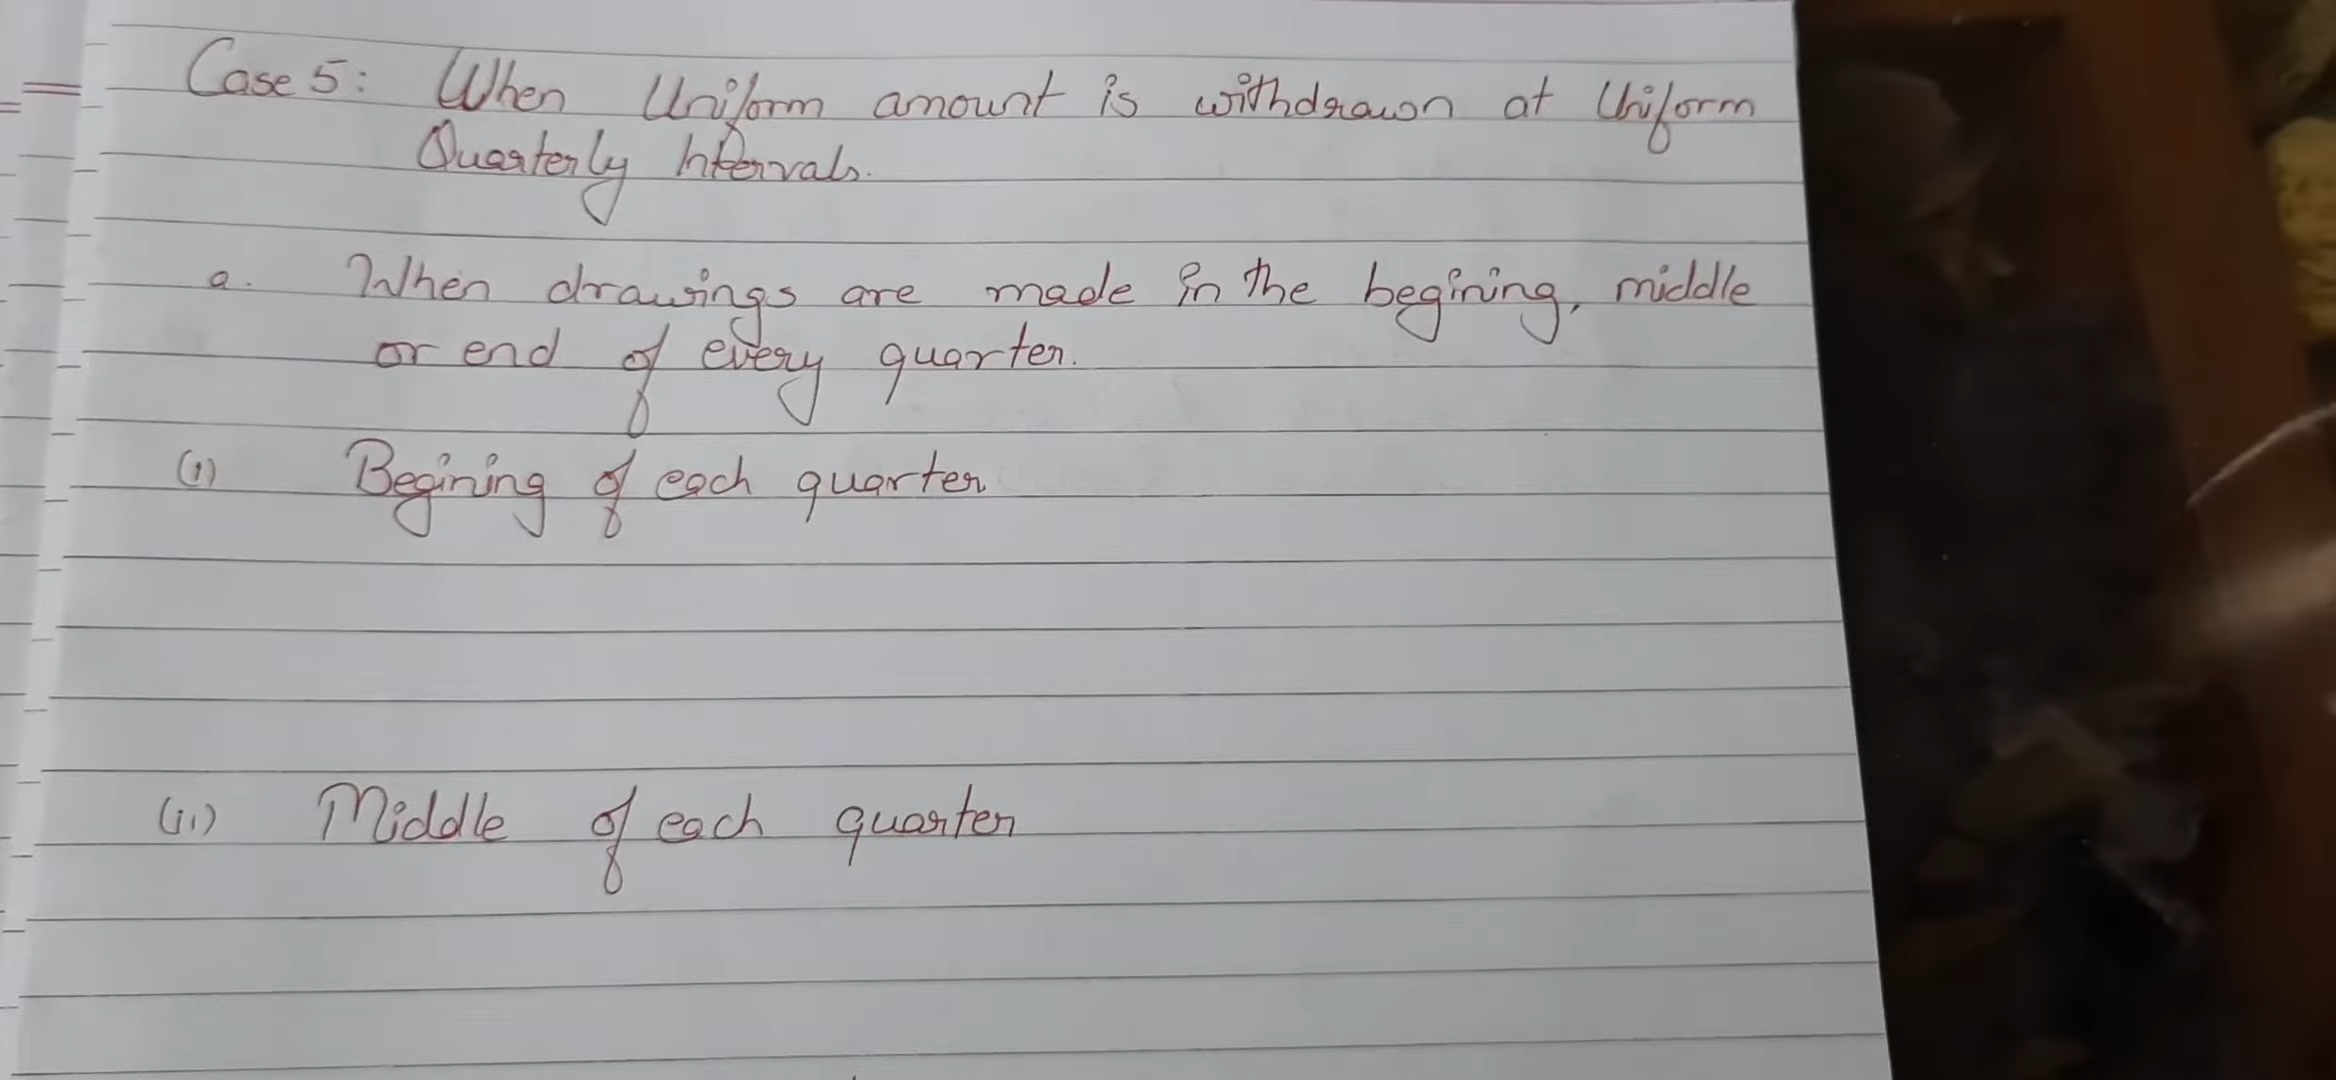 Case 5: When Uniform amount is withdrawn at Uniform
Quarterly Intervals.
a. When drawings are made in the begining, middle
or end of every quarter.
(i) Begining of each quarter
(ii) Middle of each quarter